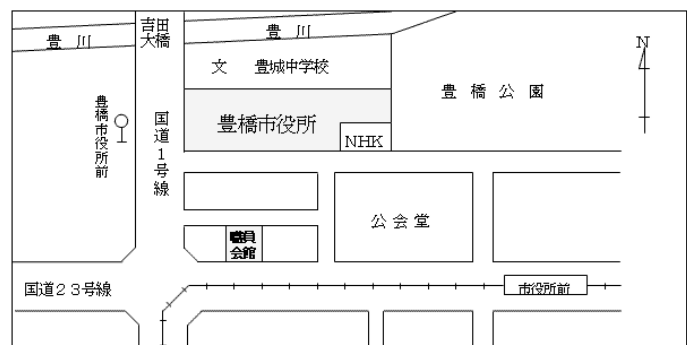 吉田
大橋
豊 川
豊 川
文 豊城中学校
N
豊 橋 公 園
豊橋市役所前
国道1号線
豊橋市役所
NHK
公 会 堂
職員
会館
国道23号線
市役所前